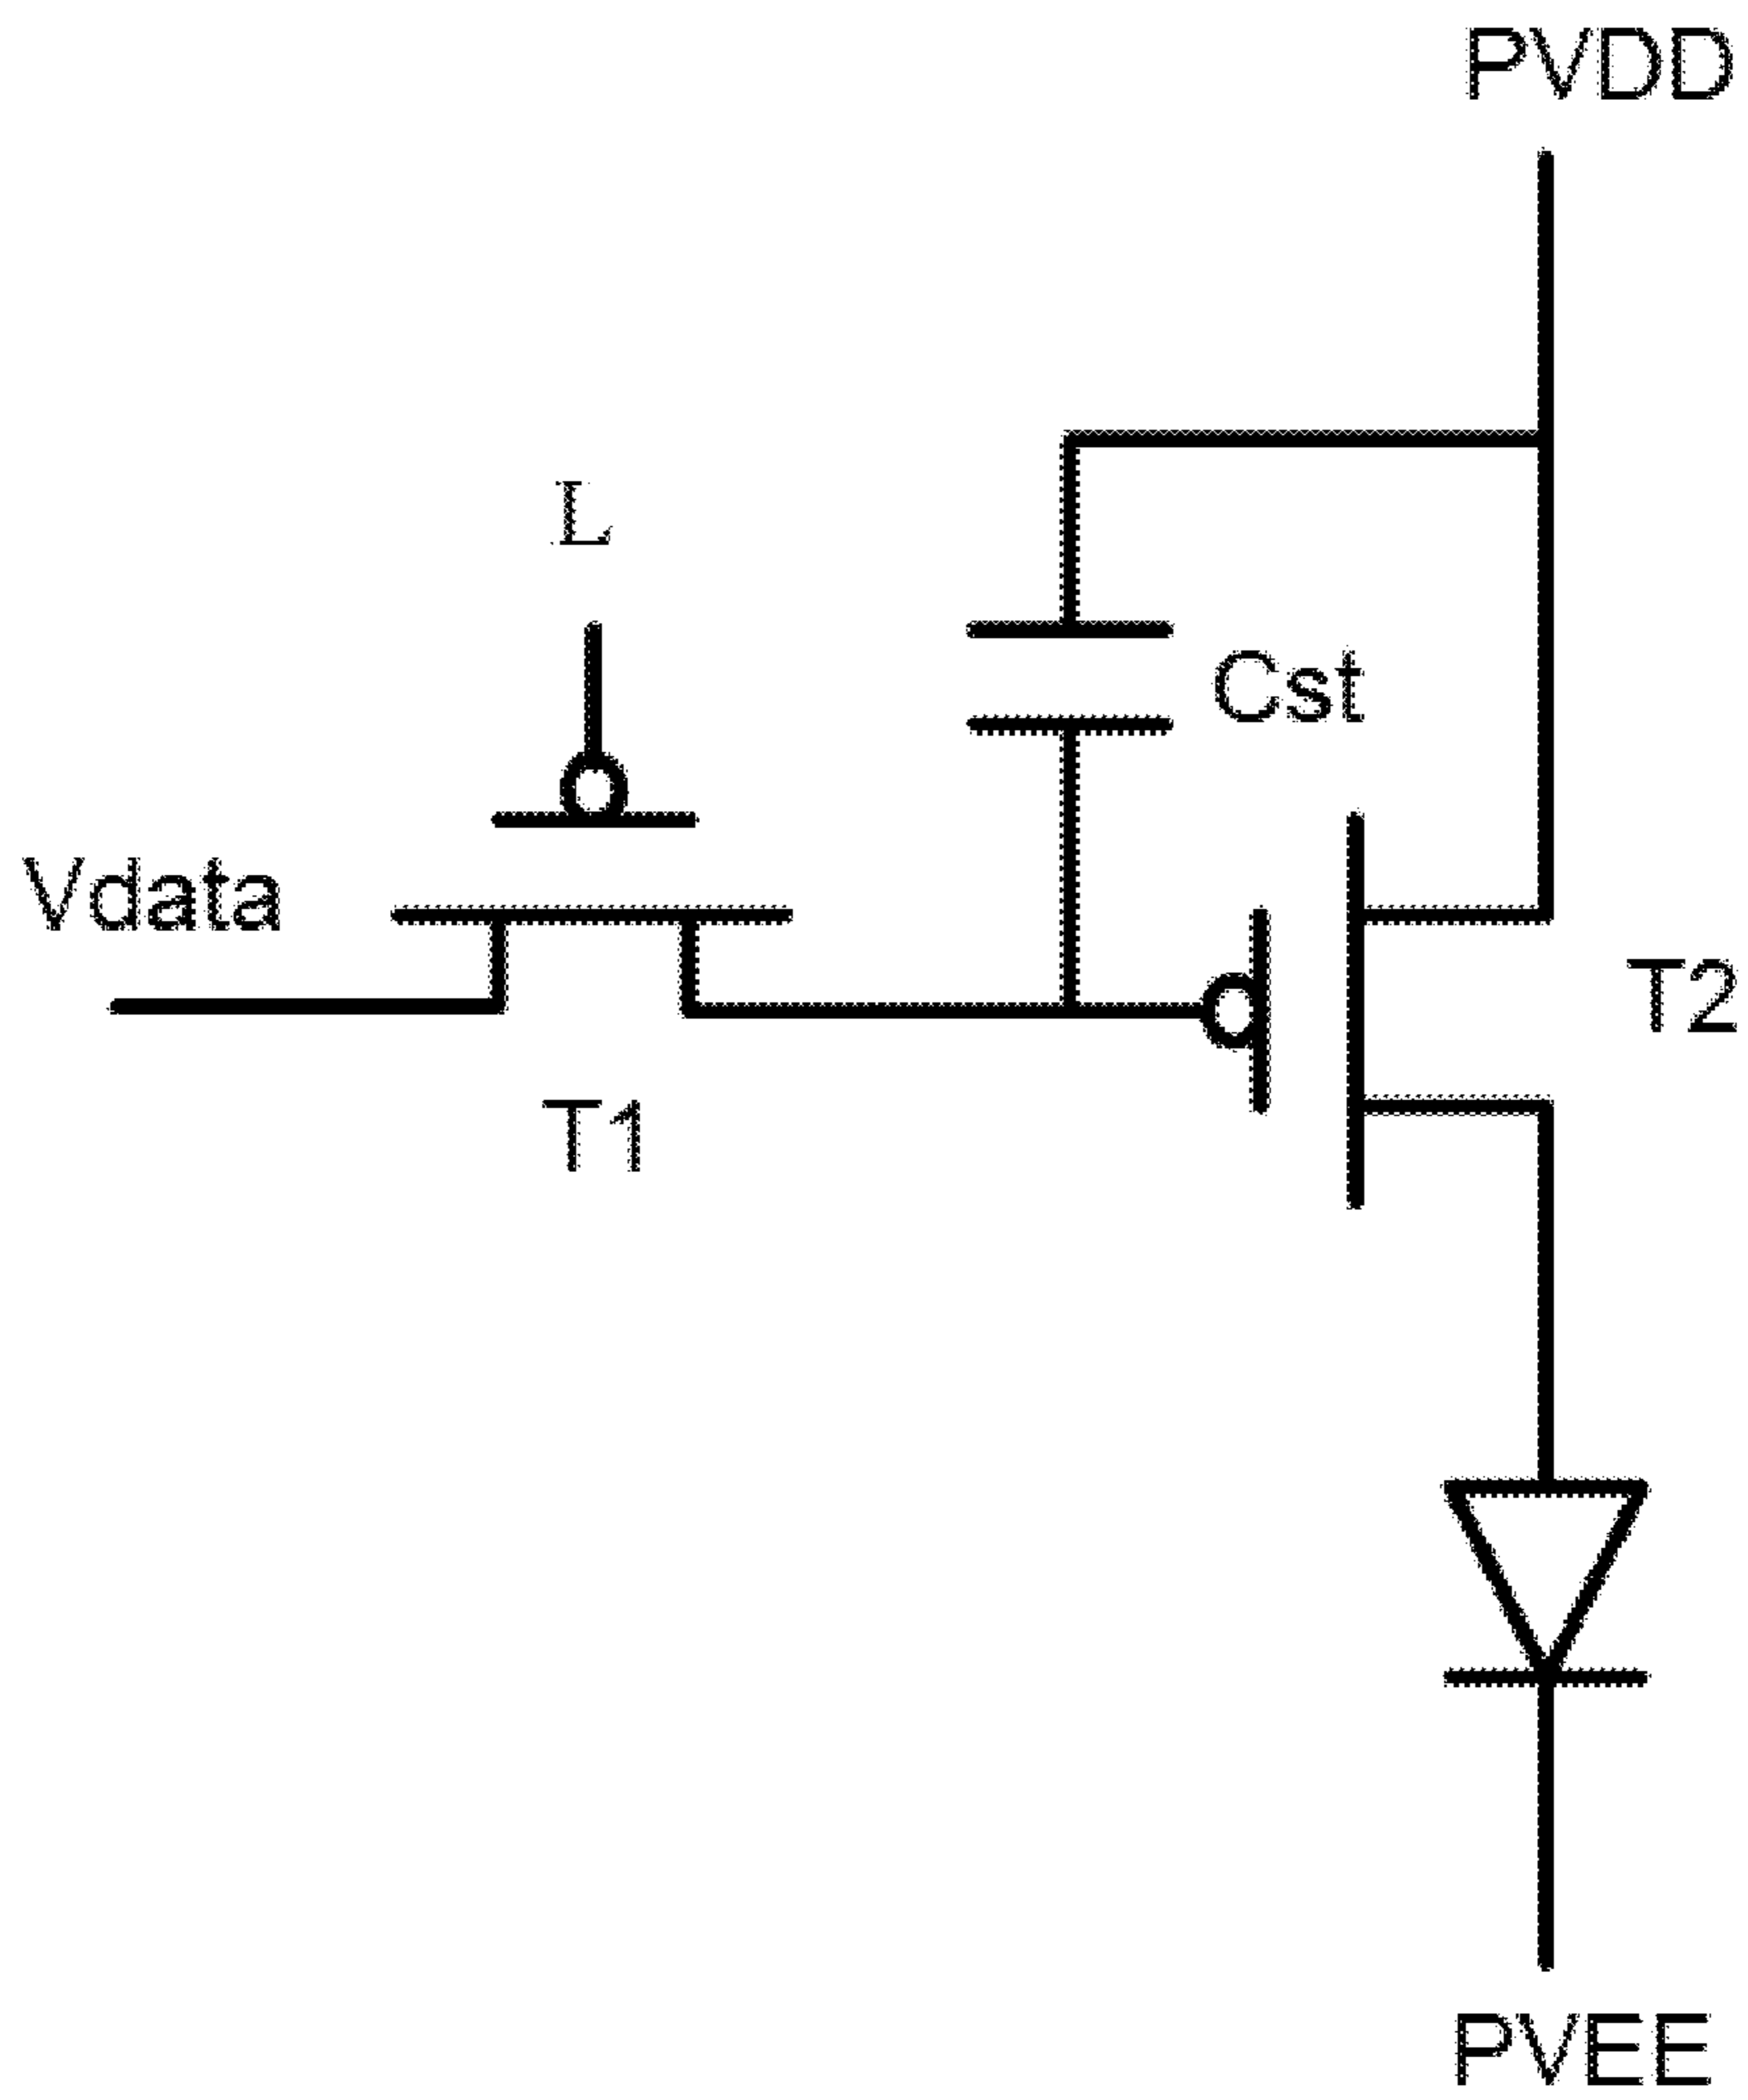 PVDD
L
Cst
Vdata
T2
T1
PVEE